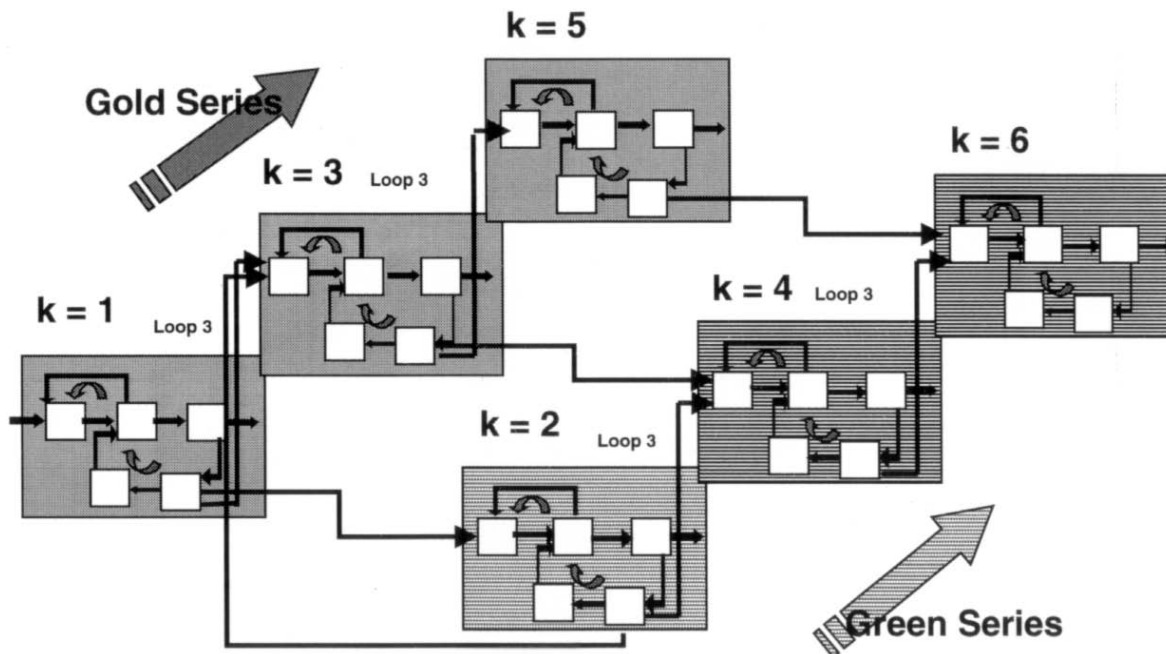 k = 5
Gold Series
k = 6
k = 3 Loop 3
k = 4 Loop 3
k = 1
Loop 3
k = 2
Loop 3
Green Series